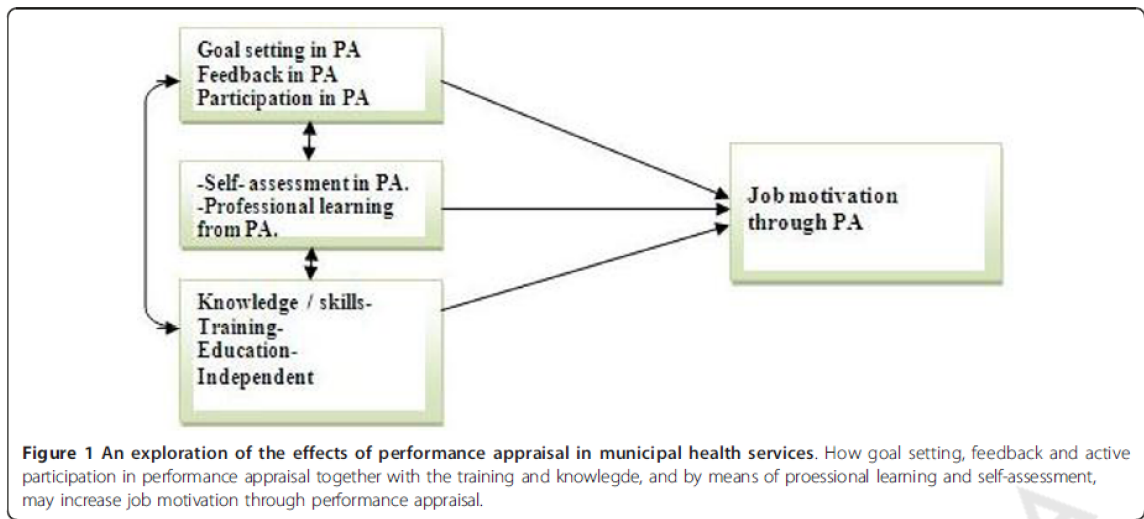 Goal setting in PA
Feedback in PA
Participation in PA
-Self- assessment in PA.
-Professional learning
from PA.
Knowledge / skills-
Training-
Education-
Independent
Job motivation
through PA
Figure 1 An exploration of the effects of performance appraisal in municipal health services. How goal setting, feedback and active
participation in performance appraisal together with the training and knowlegde, and by means of proessional learning and self-assessment,
may increase job motivation through performance appraisal.